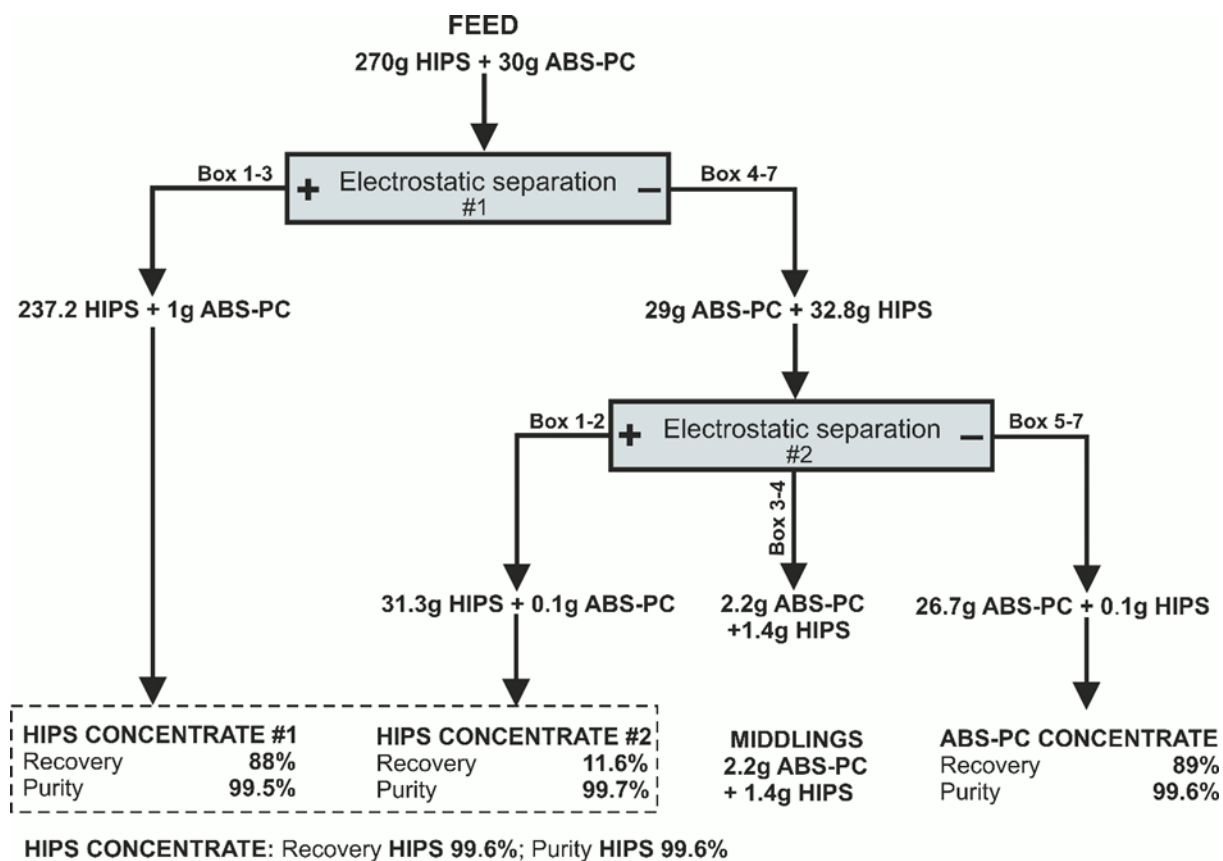 FEED
270g HIPS + 30g ABS-PC
Box 1-3
+ Electrostatic separation −
#1
Box 4-7
237.2 HIPS + 1g ABS-PC
29g ABS-PC + 32.8g HIPS
Box 1-2
+ Electrostatic separation −
#2
Box 5-7
Box 3-4
31.3g HIPS + 0.1g ABS-PC
2.2g ABS-PC
+1.4g HIPS
26.7g ABS-PC + 0.1g HIPS
HIPS CONCENTRATE #1
Recovery 88%
Purity 99.5%
HIPS CONCENTRATE #2
Recovery 11.6%
Purity 99.7%
MIDDLINGS
2.2g ABS-PC
+ 1.4g HIPS
ABS-PC CONCENTRATE
Recovery 89%
Purity 99.6%
HIPS CONCENTRATE: Recovery HIPS 99.6%; Purity HIPS 99.6%